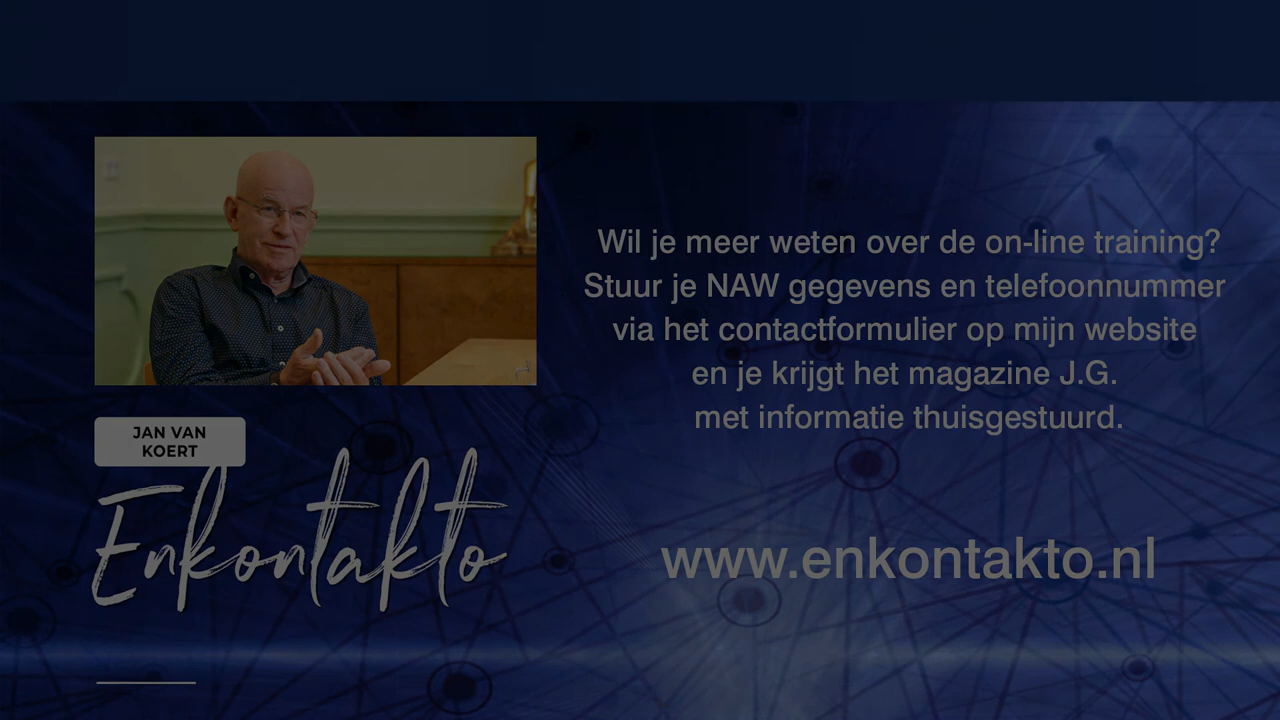 JAN VAN
KOERT
Enkontakto
Wil je meer weten over de on-line training?
Stuur je NAW gegevens en telefoonnummer
via het contactformulier op mijn website
en je krijgt het magazine J.G.
met informatie thuisgestuurd.
www.enkontakto.nl